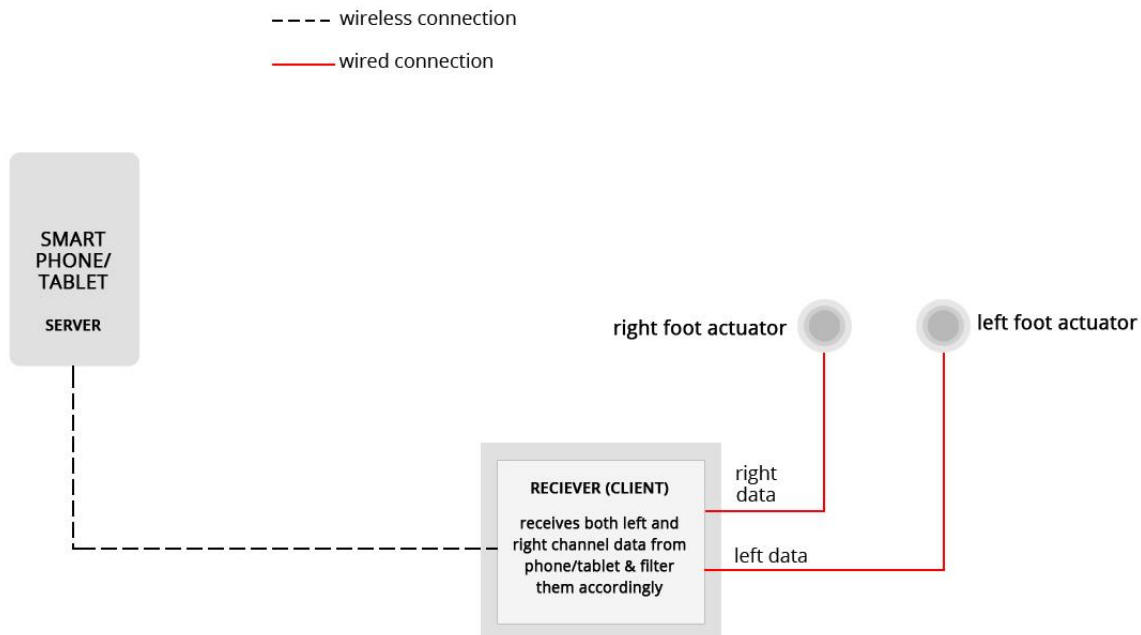 wireless connection
wired connection
SMART
PHONE/
TABLET
SERVER
right foot actuator
left foot actuator
RECIEVER (CLIENT)
receives both left and
right channel data from
phone/tablet & filter
them accordingly
right
data
left data